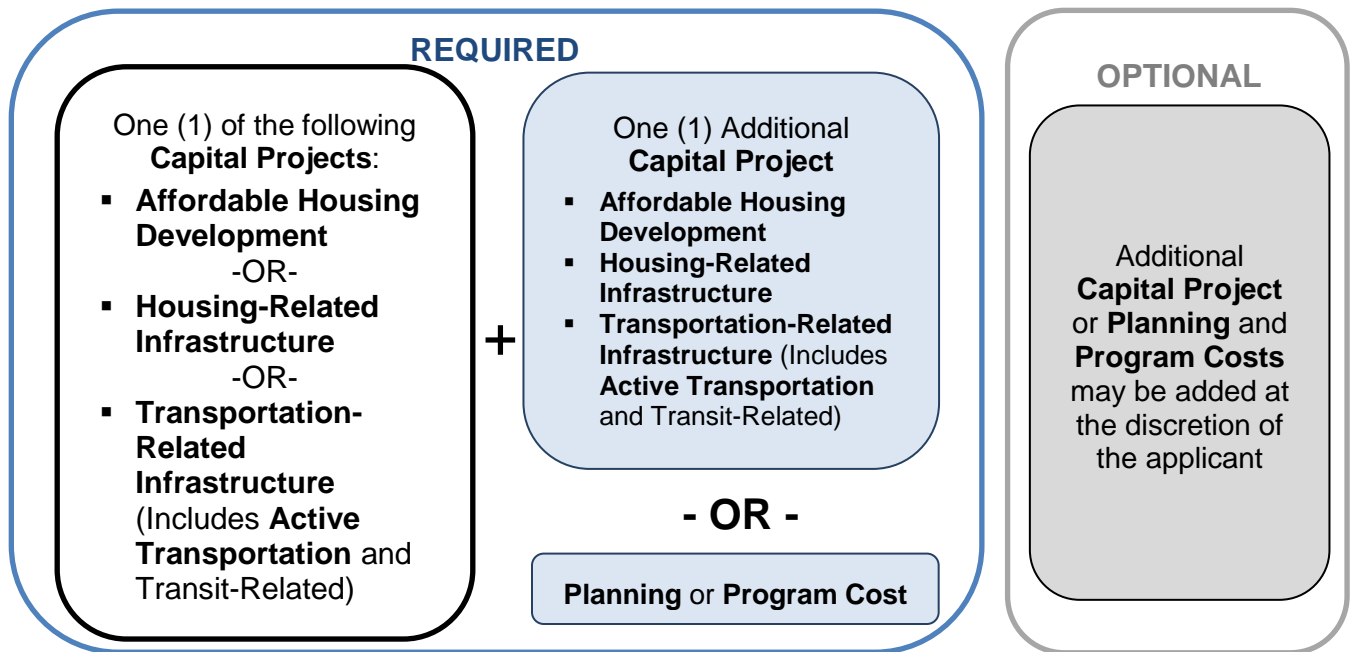 REQUIRED
One (1) of the following
Capital Projects:
▪ Affordable Housing
Development
-OR-
▪ Housing-Related
Infrastructure
-OR-
▪ Transportation-
Related
Infrastructure
(Includes Active
Transportation and
Transit-Related)
+
One (1) Additional
Capital Project
▪ Affordable Housing
Development
▪ Housing-Related
Infrastructure
▪ Transportation-Related
Infrastructure (Includes
Active Transportation
and Transit-Related)
- OR -
Planning or Program Cost
OPTIONAL
Additional
Capital Project
or Planning and
Program Costs
may be added at
the discretion of
the applicant